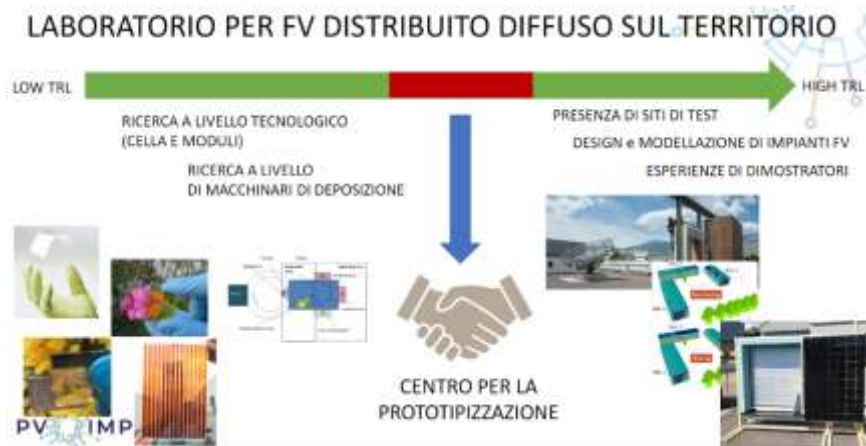 LABORATORIO PER FV DISTRIBUITO DIFFUSO SUL TERRITORIO
LOW TRL
HIGH TRL
RICERCA A LIVELLO TECNOLOGICO
(CELLA E MODULI)
RICERCA A LIVELLO
DI MACCHINARI DI DEPOSIZIONE
PRESENZA DI SITI DI TEST
DESIGN e MODELLAZIONE DI IMPIANTI FV
ESPERIENZE DI DIMOSTRATORI
CENTRO PER LA
PROTOTIPIZZAZIONE
PV IMP